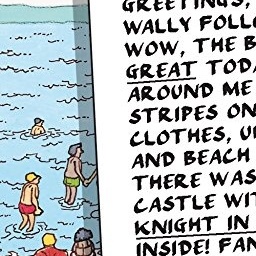 GREETINGS,
WALLY FOLLO
WOW, THE B
GREAT TODA
AROUND ME
STRIPES ON
CLOTHES, U
AND BEACH
THERE WAS
CASTLE WIT
KNIGHT IN
INSIDE! FAN